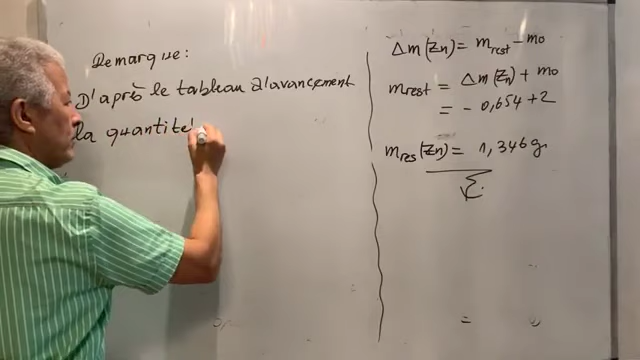 Remarque:
D'après le tableau d'avancement
la quantité
Δm(Zn) = mrest - m0
mrest = Δm(Zn) + m0
= - 0,654 + 2
mres(Zn) = 1,346 g
=